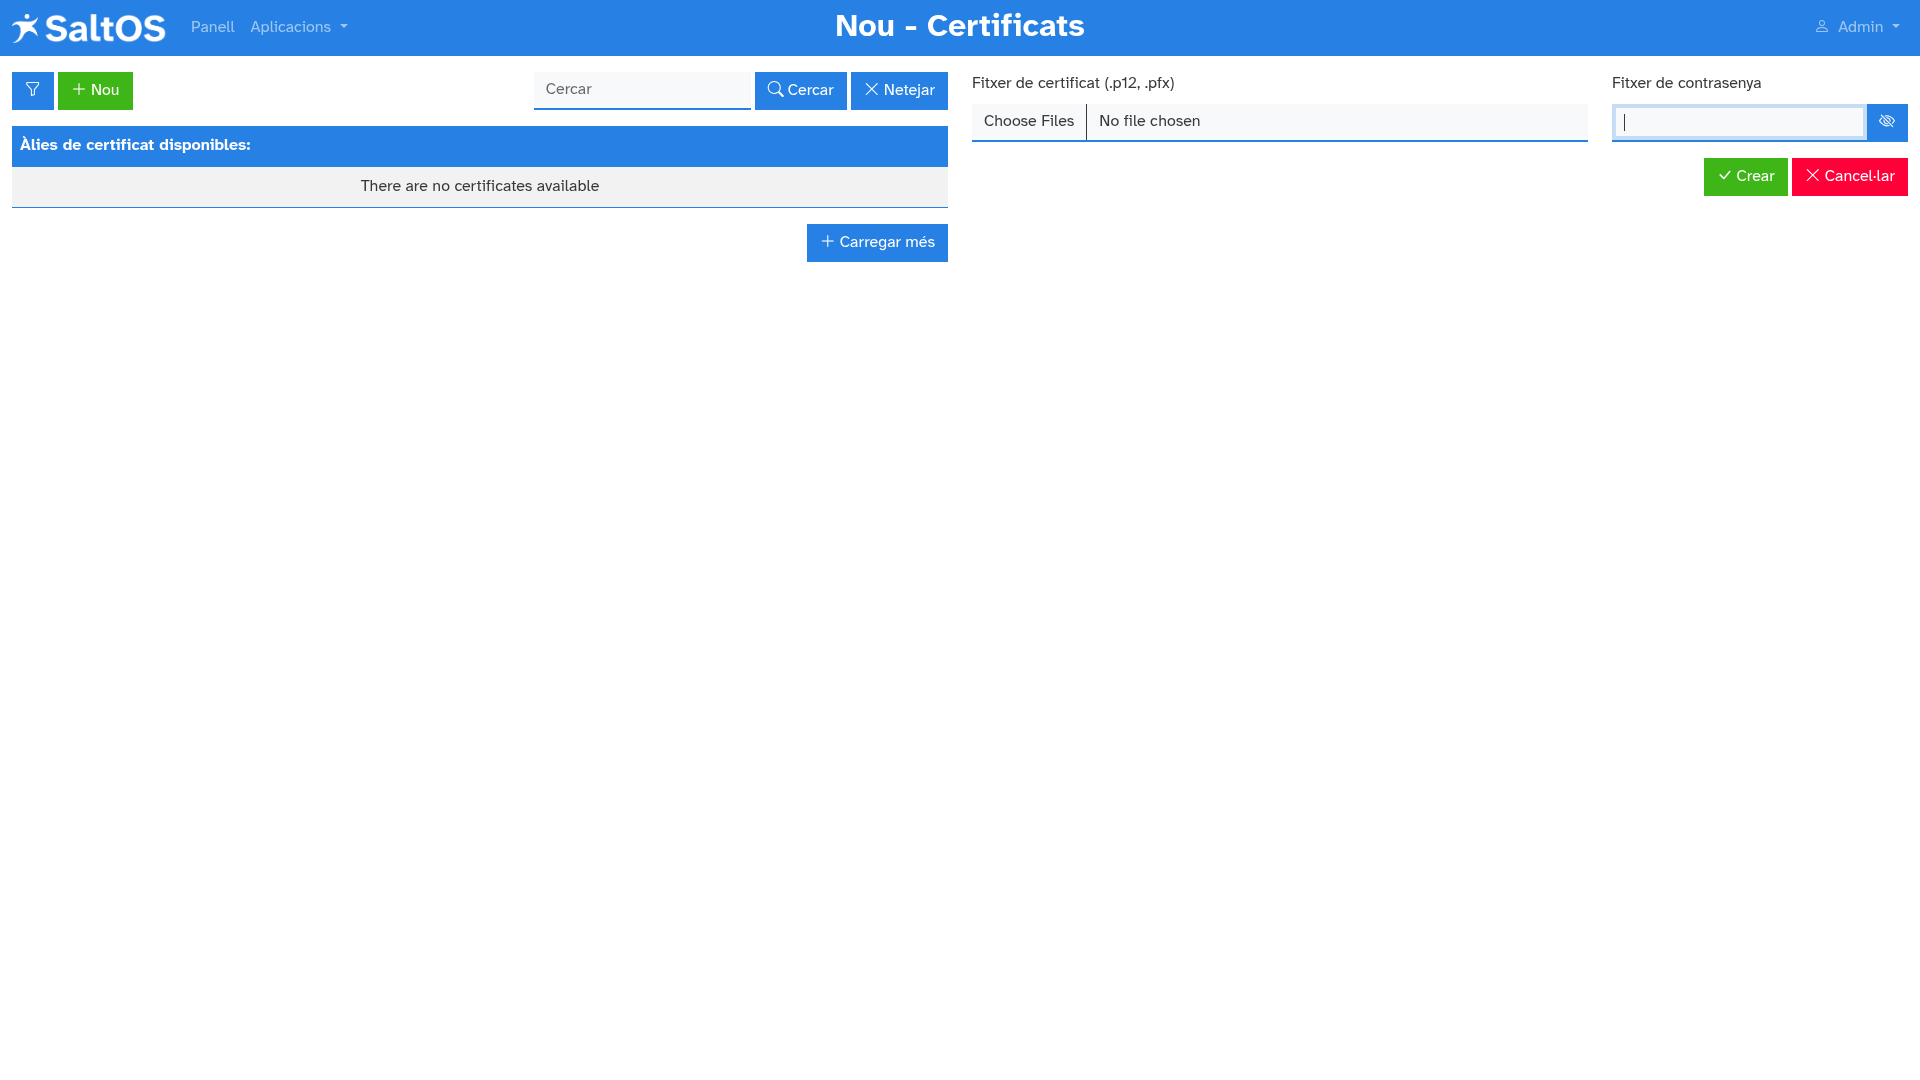 SaltOS Panell Aplicacions
Nou - Certificats
Admin
Nou
Cercar
Cercar
Netejar
Àlies de certificat disponibles:
There are no certificates available
Carregar més
Fitxer de certificat (.p12, .pfx)
Choose Files No file chosen
Fitxer de contrasenya
Crear
Cancel·lar